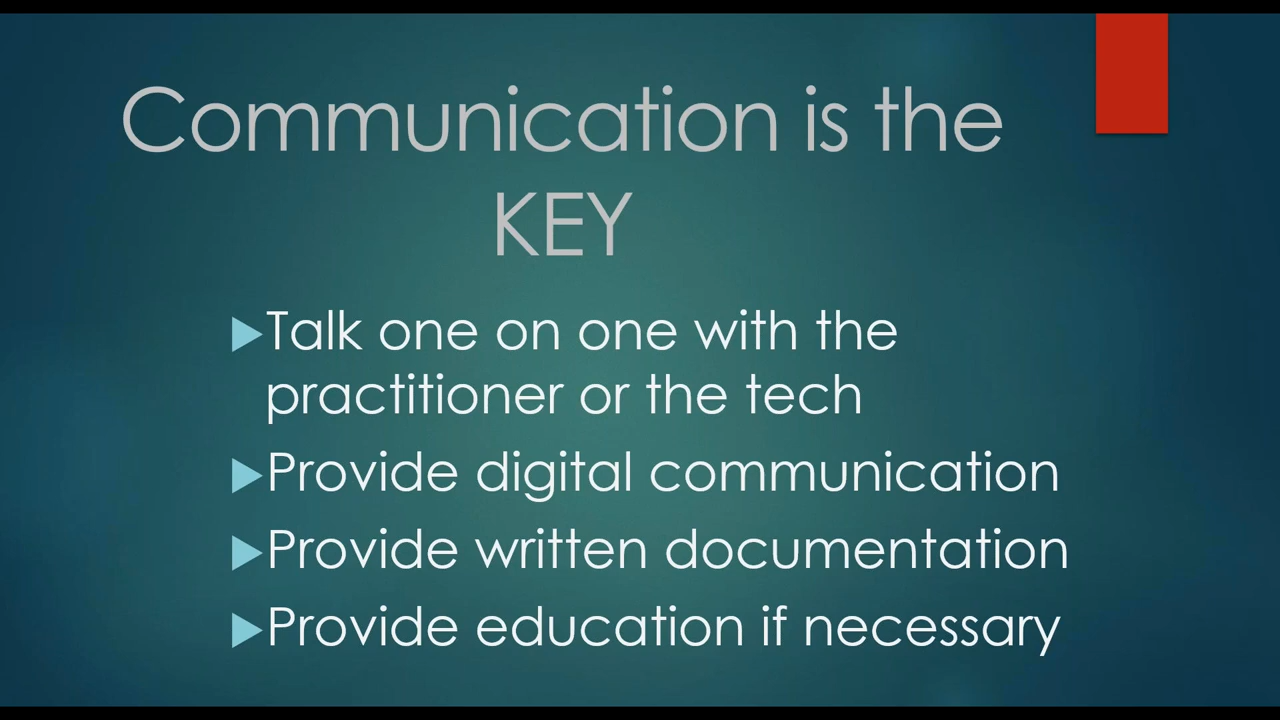 Communication is the
KEY
Talk one on one with the
practitioner or the tech
Provide digital communication
Provide written documentation
Provide education if necessary